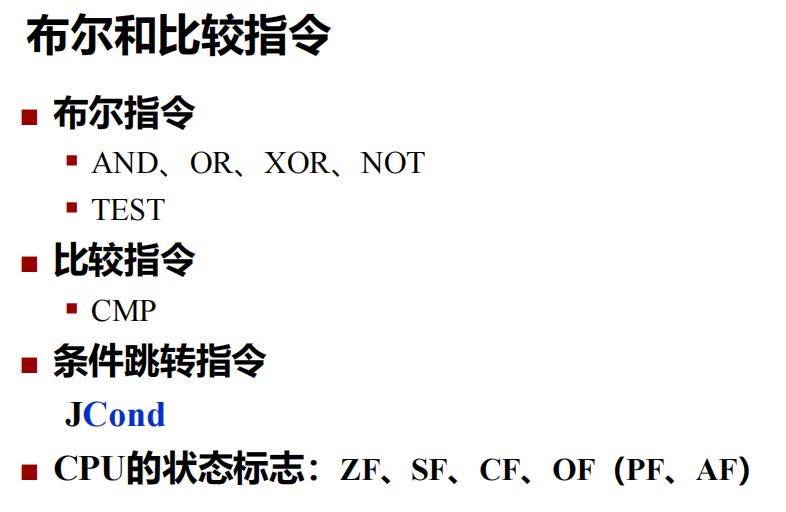 布尔和比较指令
布尔指令
AND、OR、XOR、NOT
TEST
比较指令
CMP
条件跳转指令
JCond
CPU的状态标志：ZF、SF、CF、OF（PF、AF）